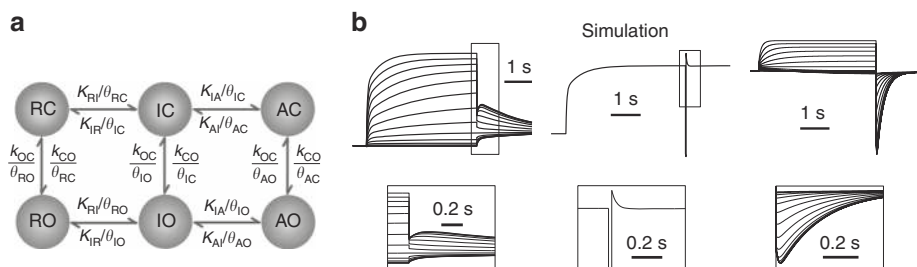 a
b
Simulation
RC
K_RI/θ_RC
K_IR/θ_IC
IC
K_IA/θ_IC
K_AI/θ_AC
AC
k_OC/θ_RO
k_CO/θ_RC
k_OC/θ_IO
k_CO/θ_IC
k_OC/θ_AO
k_CO/θ_AC
RO
K_RI/θ_RO
K_IR/θ_IO
IO
K_IA/θ_IO
K_AI/θ_AO
AO
1 s
1 s
1 s
0.2 s
0.2 s
0.2 s